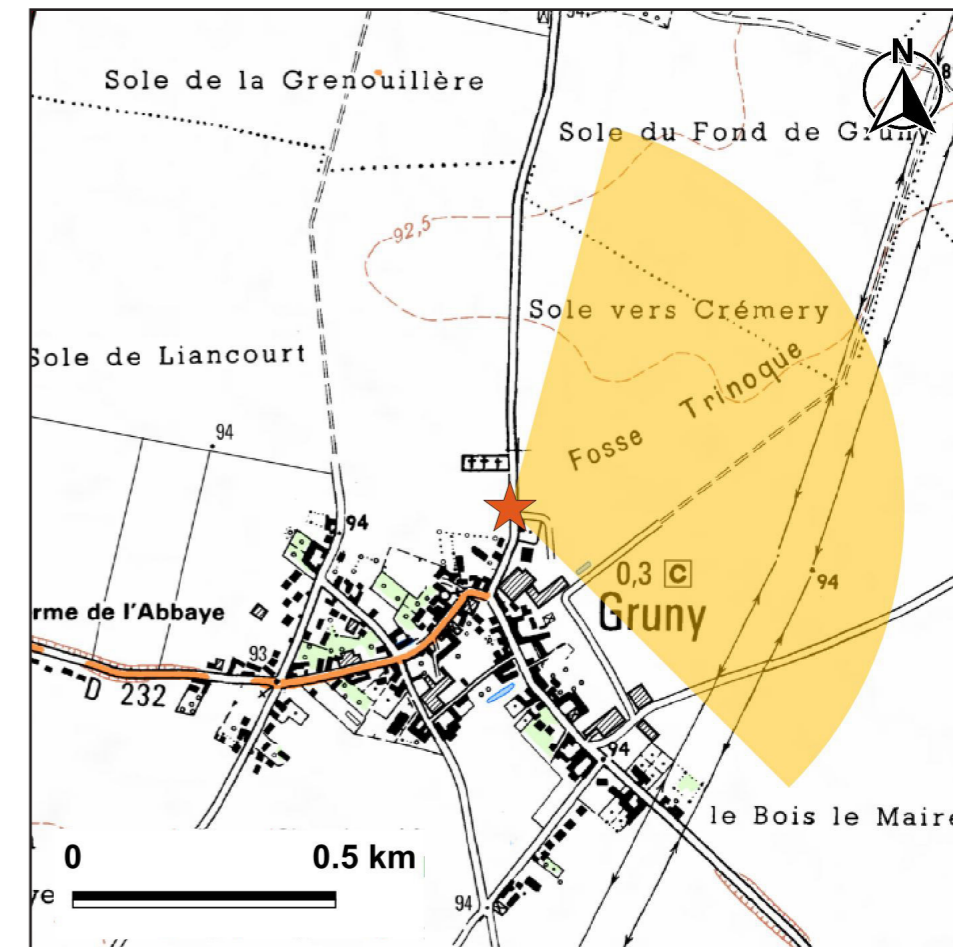 Sole de la Grenouillère
N
Sole du Fond de Gruny
92,5
Sole vers Crémery
Sole de Liancourt
Fosse Trinoque
94
94
0,3 C
Gruny
94
rme de l'Abbaye
93
D 232
94
le Bois le Maire
0 0.5 km
ye
94